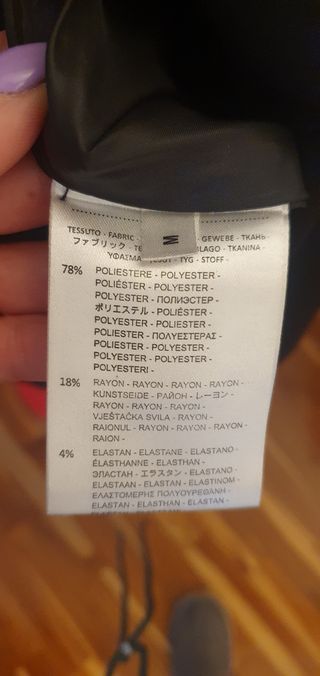 TESSUTO - FABRIC - GEWEBE - ТКАНЬ
ファブリック - BLAGO - TKANINA -
ΥΦΑΣΜΑ TYG - STOFF -
M
78% POLIESTERE - POLYESTER -
POLIÉSTER - POLYESTER -
POLYESTER - ПОЛИЭСТЕР -
ポリエステル - POLIÉSTER -
POLYESTER - POLIESTER -
POLIESTER - ΠΟΛΥΕΣΤΕΡΑΣ -
POLIESTER - POLYESTER -
POLYESTER - POLYESTER -
POLYESTERI -
18% RAYON - RAYON - RAYON - RAYON -
KUNSTSEIDE - РАЙОН - レーヨン -
RAYON - RAYON - RAYON -
VJEŠTAČKA SVILA - RAYON -
RAIONUL - RAYON - RAYON - RAYON -
RAION -
4% ELASTAN - ELASTANE - ELASTANO -
ÉLASTHANNE - ELASTHAN -
ЭЛАСТАН - エラスタン - ELASTANO -
ELASTAAN - ELASTAN - ELASTINOM -
ΕΛΑΣΤΟΜΕΡΗΣ ΠΟΛΥΟΥΡΕΘΑΝΗ -
ELASTAN - ELASTHAN - ELASTAN -